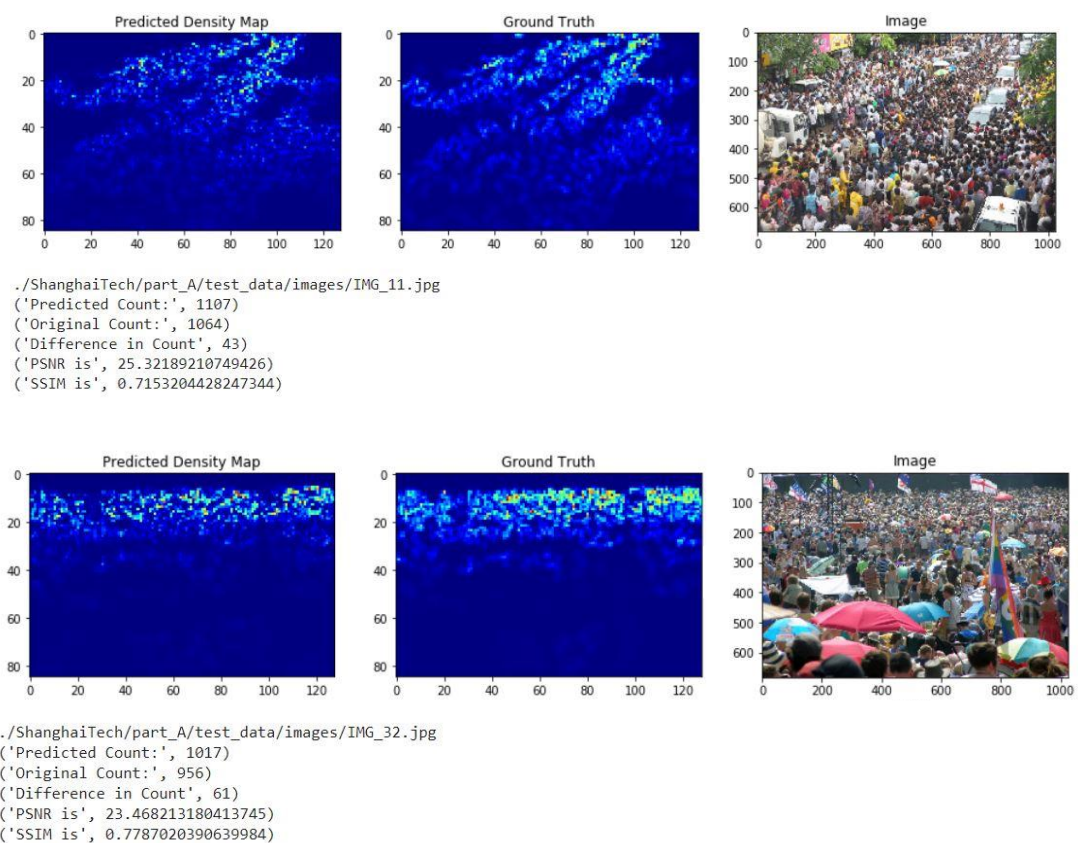 Predicted Density Map Ground Truth Image
0 0 0
20 20 100
40 40 200
60 60 300
80 80 400
500
600
0 20 40 60 80 100 120 0 20 40 60 80 100 120 0 200 400 600 800 1000
./ShanghaiTech/part_A/test_data/images/IMG_11.jpg
('Predicted Count:', 1107)
('Original Count:', 1064)
('Difference in Count', 43)
('PSNR is', 25.32189210749426)
('SSIM is', 0.7153204428247344)
Predicted Density Map Ground Truth Image
0 0 0
20 20 100
40 40 200
60 60 300
80 80 400
500
600
0 20 40 60 80 100 120 0 20 40 60 80 100 120 0 200 400 600 800 1000
./ShanghaiTech/part_A/test_data/images/IMG_32.jpg
('Predicted Count:', 1017)
('Original Count:', 956)
('Difference in Count', 61)
('PSNR is', 23.468213180413745)
('SSIM is', 0.7787020390639984)